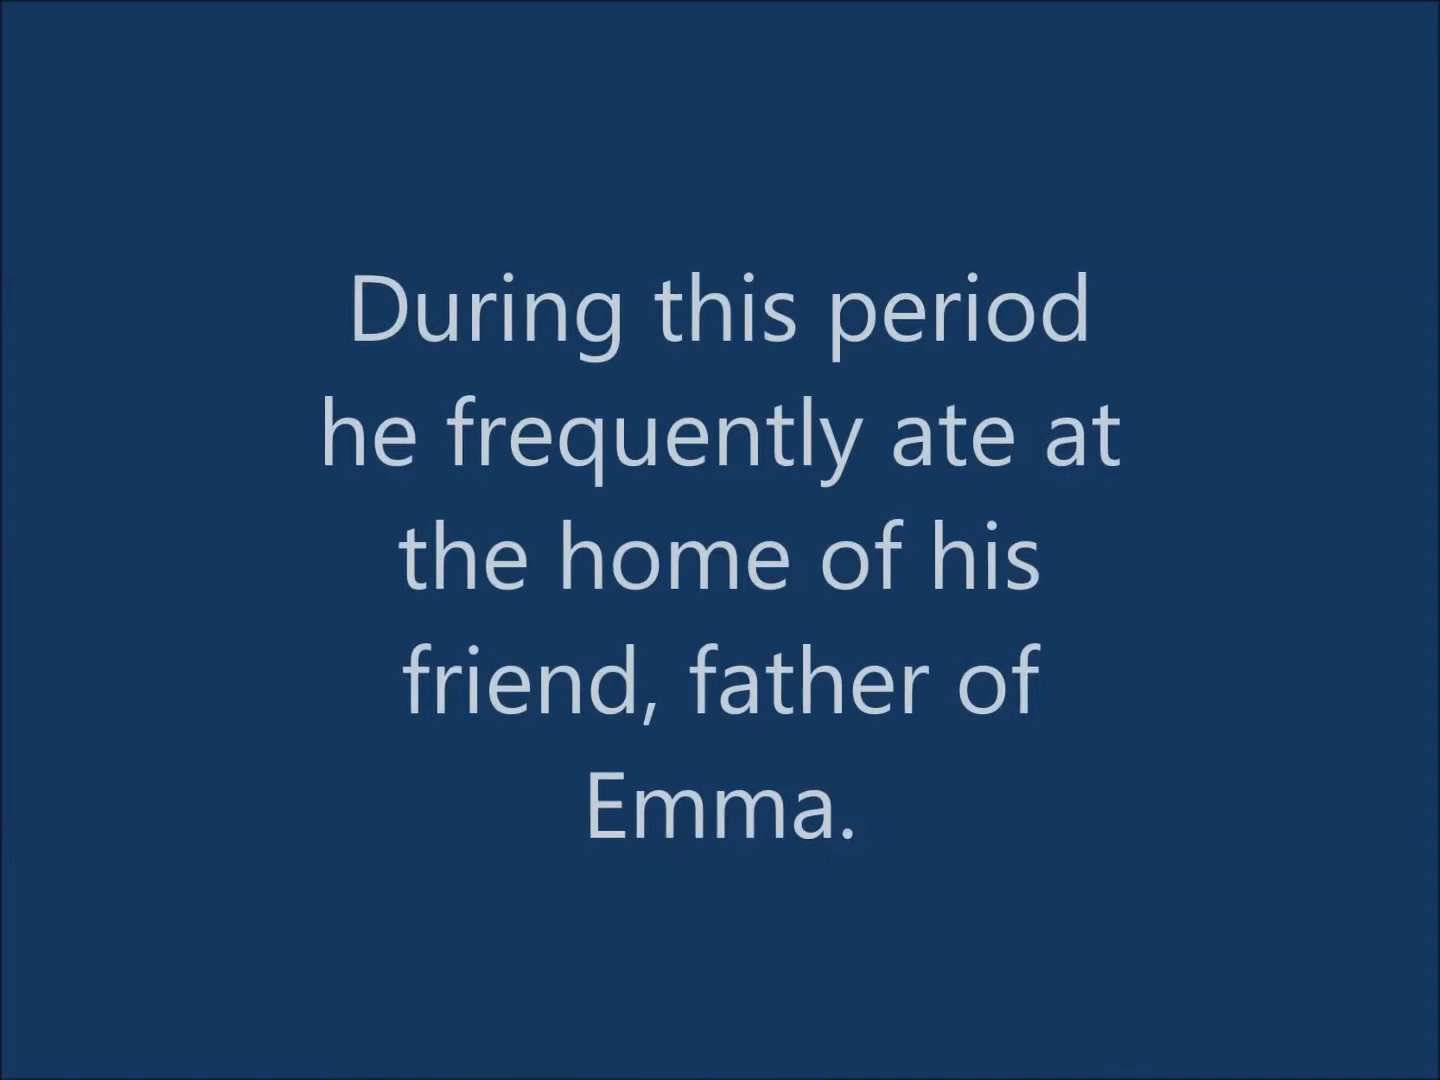 During this period
he frequently ate at
the home of his
friend, father of
Emma.